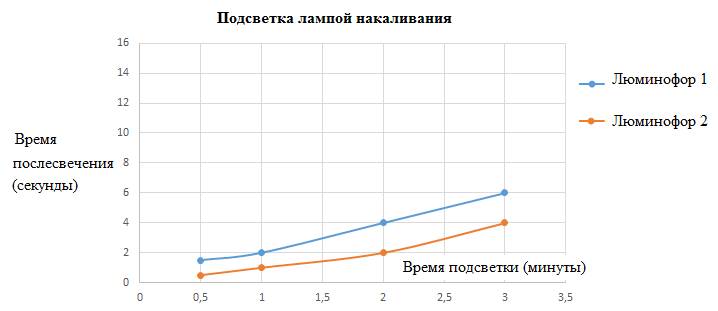 Подсветка лампой накаливания
16
14
12
10
8
6
4
2
0
Время
послесвечения
(секунды)
Люминофор 1
Люминофор 2
Время подсветки (минуты)
0 0,5 1 1,5 2 2,5 3 3,5